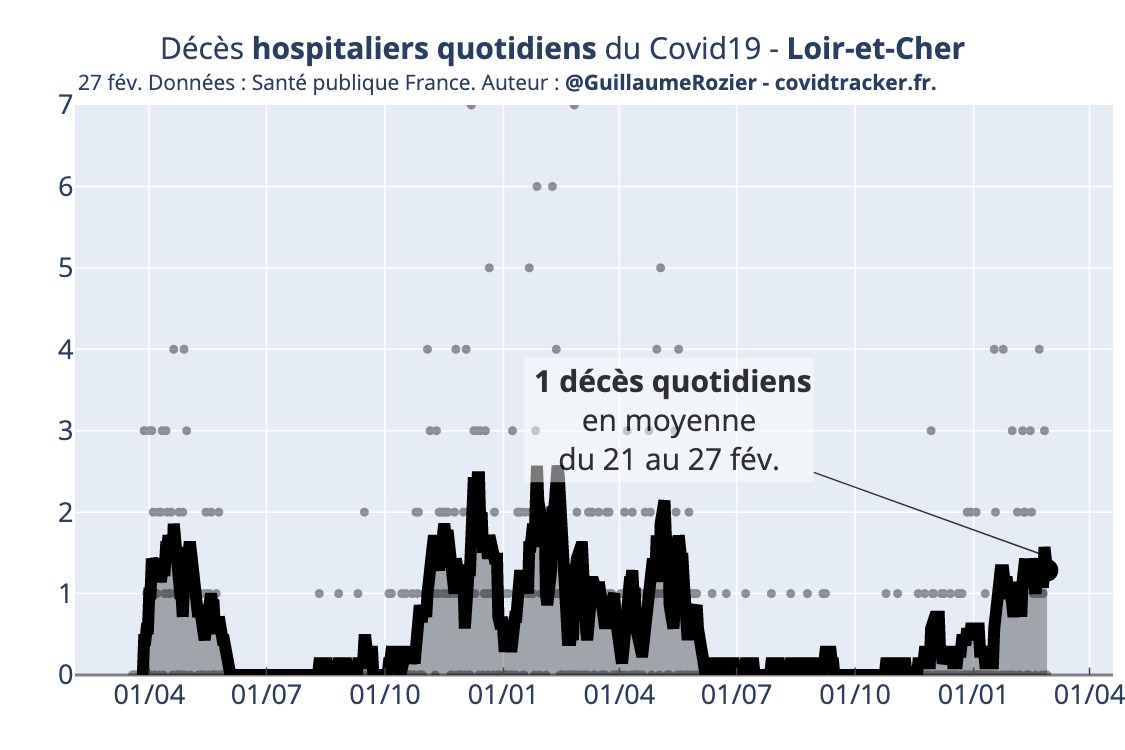 Décès hospitaliers quotidiens du Covid19 - Loir-et-Cher
27 fév. Données : Santé publique France. Auteur : @GuillaumeRozier - covidtracker.fr.
7
6
5
4
3
2
1
0
1 décès quotidiens
en moyenne
du 21 au 27 fév.
01/04 01/07 01/10 01/01 01/04 01/07 01/10 01/01 01/04